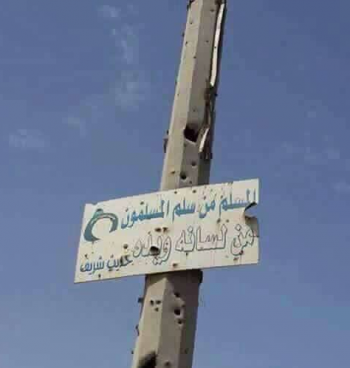 المسلم من سلم المسلمون
من لسانه ويده حديث شريف